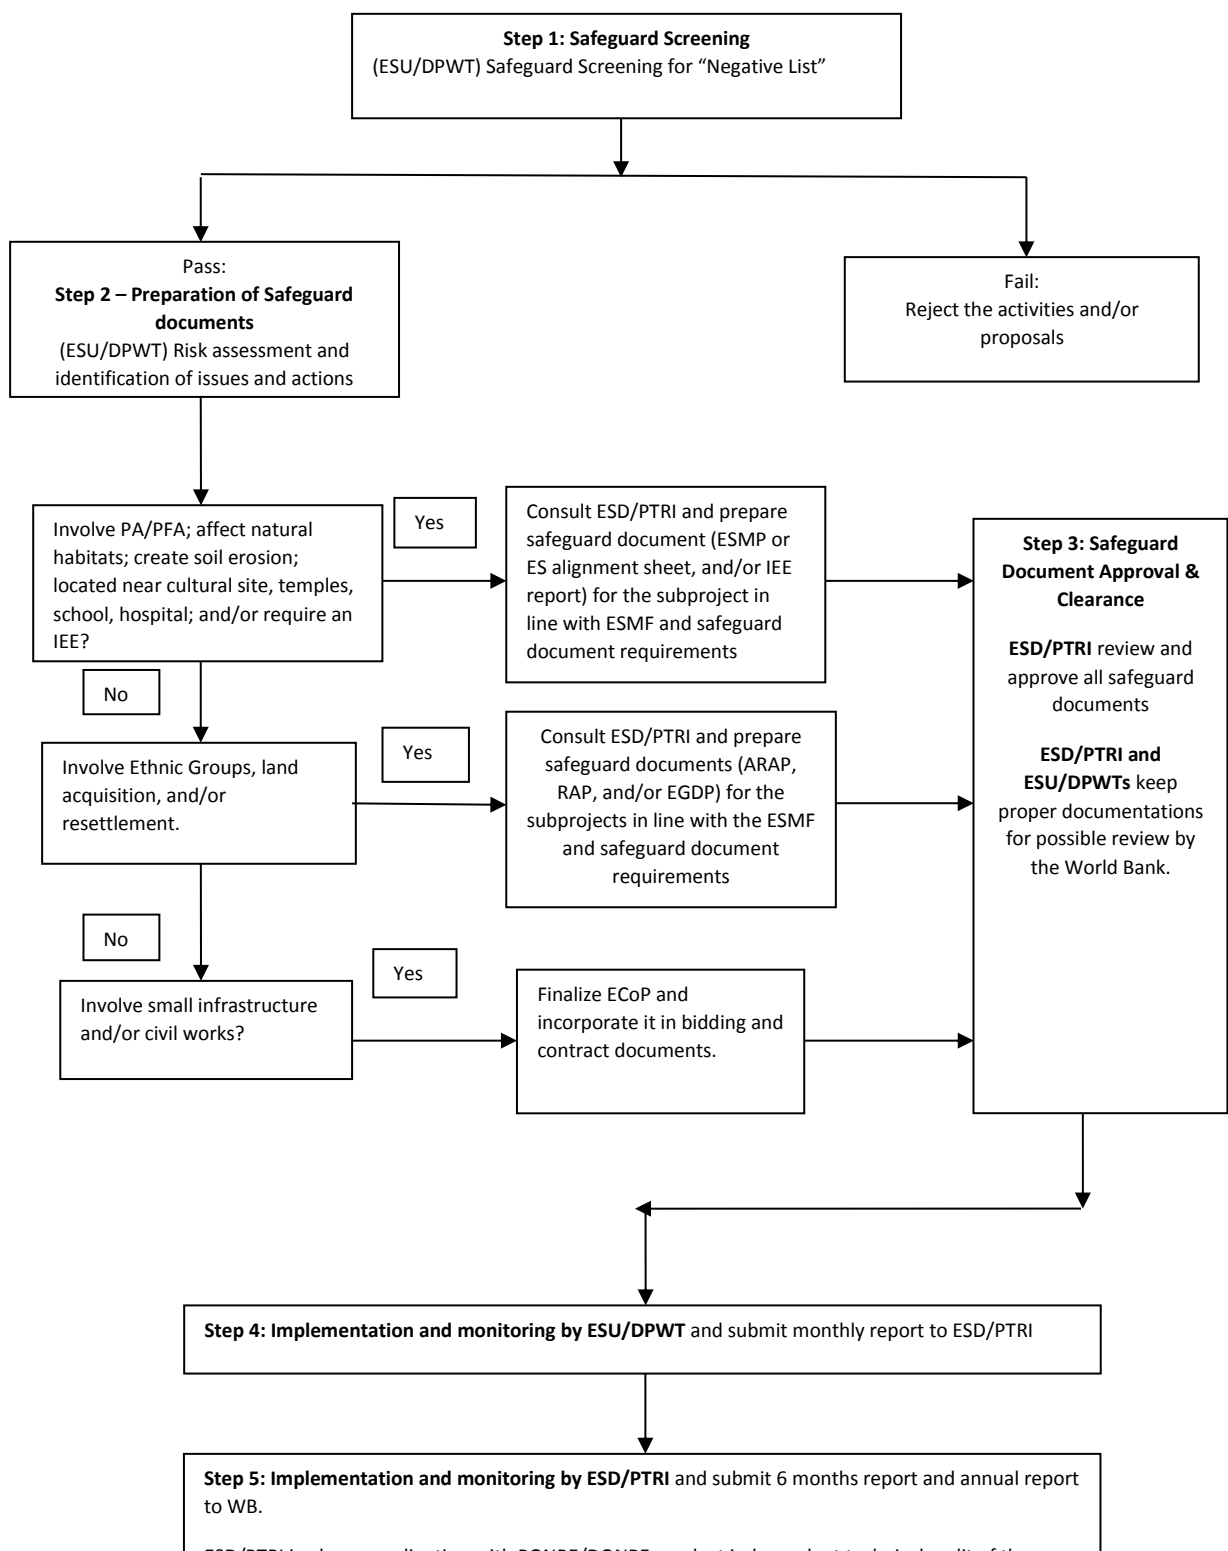 Step 1: Safeguard Screening
(ESU/DPWT) Safeguard Screening for “Negative List”
Pass:
Step 2 – Preparation of Safeguard
documents
(ESU/DPWT) Risk assessment and
identification of issues and actions
Fail:
Reject the activities and/or
proposals
Involve PA/PFA; affect natural
habitats; create soil erosion;
located near cultural site, temples,
school, hospital; and/or require an
IEE?
Yes
Consult ESD/PTRI and prepare
safeguard document (ESMP or
ES alignment sheet, and/or IEE
report) for the subproject in
line with ESMF and safeguard
document requirements
No
Involve Ethnic Groups, land
acquisition, and/or
resettlement.
Yes
Consult ESD/PTRI and prepare
safeguard documents (ARAP,
RAP, and/or EGDP) for the
subprojects in line with the ESMF
and safeguard document
requirements
No
Involve small infrastructure
and/or civil works?
Yes
Finalize ECoP and
incorporate it in bidding and
contract documents.
Step 3: Safeguard
Document Approval &
Clearance
ESD/PTRI review and
approve all safeguard
documents
ESD/PTRI and
ESU/DPWTs keep
proper documentations
for possible review by
the World Bank.
Step 4: Implementation and monitoring by ESU/DPWT and submit monthly report to ESD/PTRI
Step 5: Implementation and monitoring by ESD/PTRI and submit 6 months report and annual report
to WB.